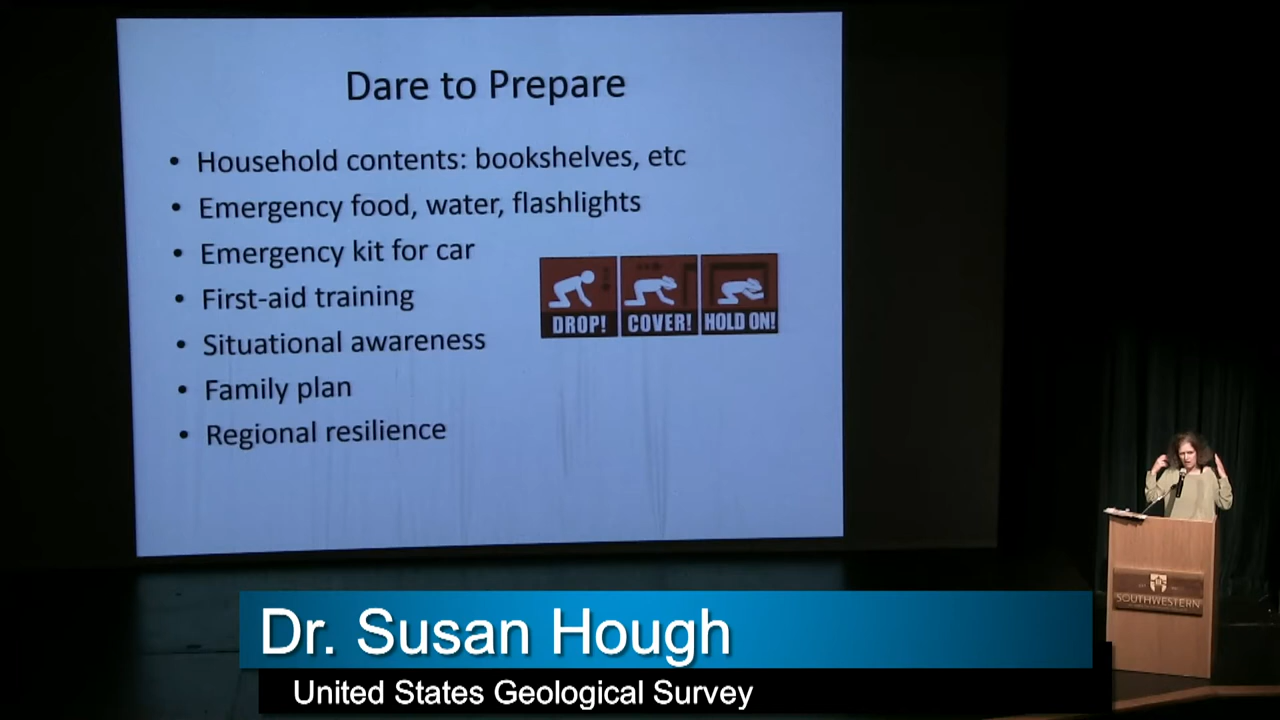 Dare to Prepare
• Household contents: bookshelves, etc
• Emergency food, water, flashlights
• Emergency kit for car
• First-aid training
• Situational awareness
• Family plan
• Regional resilience
DROP!
COVER!
HOLD ON!
SOUTHWESTERN
Dr. Susan Hough
United States Geological Survey